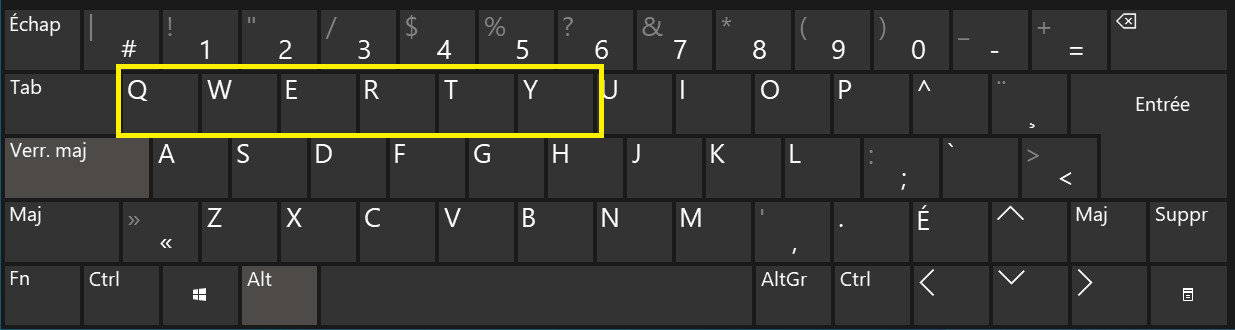 Échap | # ! 1 " 2 / 3 $ 4 % 5 ? 6 & 7 * 8 ( 9 ) 0 _ - + =
Tab Q W E R T Y U I O P ^ ¨ ¸ Entrée
Verr. maj A S D F G H J K L : ; ` > <
Maj » « Z X C V B N M ' , . É Maj Suppr
Fn Ctrl Alt AltGr Ctrl